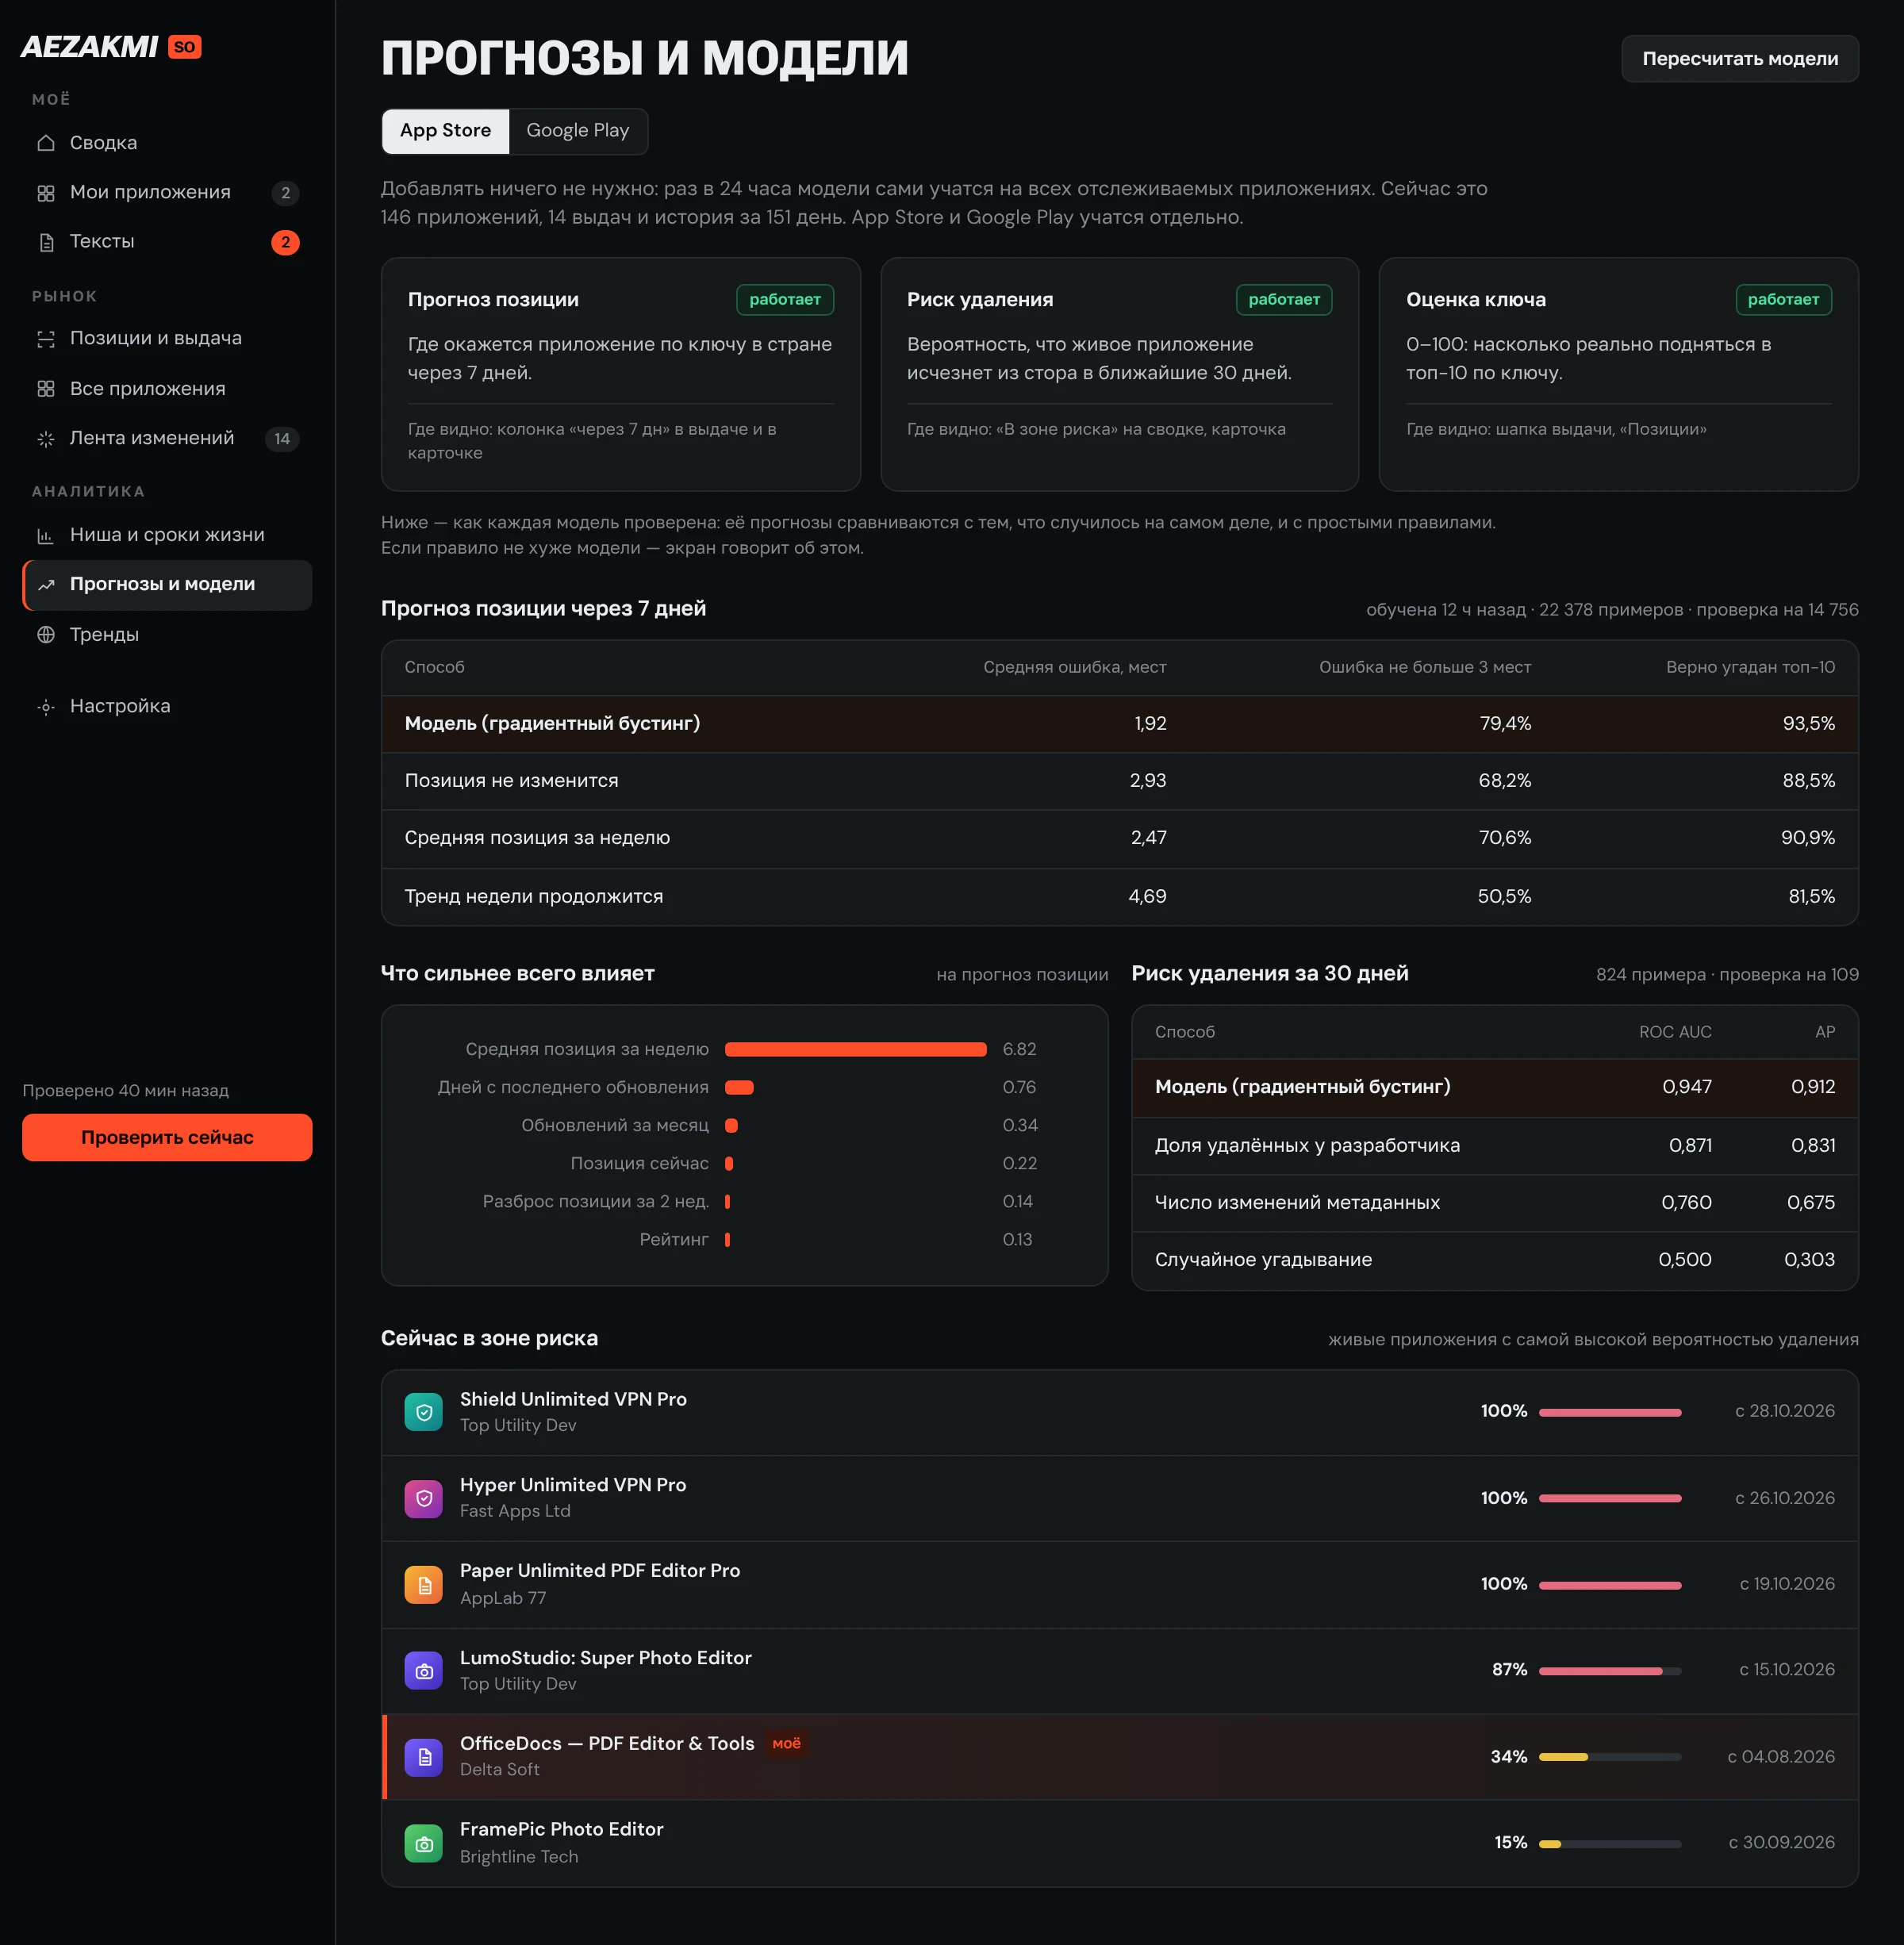 AEZAKMI SO
МОЁ
Сводка
Мои приложения 2
Тексты 2
РЫНОК
Позиции и выдача
Все приложения
Лента изменений 14
АНАЛИТИКА
Ниша и сроки жизни
Прогнозы и модели
Тренды
Настройка
Проверено 40 мин назад
Проверить сейчас
ПРОГНОЗЫ И МОДЕЛИ
Пересчитать модели
App Store Google Play
Добавлять ничего не нужно: раз в 24 часа модели сами учатся на всех отслеживаемых приложениях. Сейчас это
146 приложений, 14 выдач и история за 151 день. App Store и Google Play учатся отдельно.
Прогноз позиции работает
Где окажется приложение по ключу в стране
через 7 дней.
Где видно: колонка «через 7 дн» в выдаче и в
карточке
Риск удаления работает
Вероятность, что живое приложение
исчезнет из стора в ближайшие 30 дней.
Где видно: «В зоне риска» на сводке, карточка
Оценка ключа работает
0–100: насколько реально подняться в
топ-10 по ключу.
Где видно: шапка выдачи, «Позиции»
Ниже — как каждая модель проверена: её прогнозы сравниваются с тем, что случилось на самом деле, и с простыми правилами.
Если правило не хуже модели — экран говорит об этом.
Прогноз позиции через 7 дней обучена 12 ч назад · 22 378 примеров · проверка на 14 756
Способ Средняя ошибка, мест Ошибка не больше 3 мест Верно угадан топ-10
Модель (градиентный бустинг) 1,92 79,4% 93,5%
Позиция не изменится 2,93 68,2% 88,5%
Средняя позиция за неделю 2,47 70,6% 90,9%
Тренд недели продолжится 4,69 50,5% 81,5%
Что сильнее всего влияет на прогноз позиции
Средняя позиция за неделю 6.82
Дней с последнего обновления 0.76
Обновлений за месяц 0.34
Позиция сейчас 0.22
Разброс позиции за 2 нед. 0.14
Рейтинг 0.13
Риск удаления за 30 дней 824 примера · проверка на 109
Способ ROC AUC AP
Модель (градиентный бустинг) 0,947 0,912
Доля удалённых у разработчика 0,871 0,831
Число изменений метаданных 0,760 0,675
Случайное угадывание 0,500 0,303
Сейчас в зоне риска живые приложения с самой высокой вероятностью удаления
Shield Unlimited VPN Pro
Top Utility Dev
100% с 28.10.2026
Hyper Unlimited VPN Pro
Fast Apps Ltd
100% с 26.10.2026
Paper Unlimited PDF Editor Pro
AppLab 77
100% с 19.10.2026
LumoStudio: Super Photo Editor
Top Utility Dev
87% с 15.10.2026
OfficeDocs — PDF Editor & Tools моё
Delta Soft
34% с 04.08.2026
FramePic Photo Editor
Brightline Tech
15% с 30.09.2026